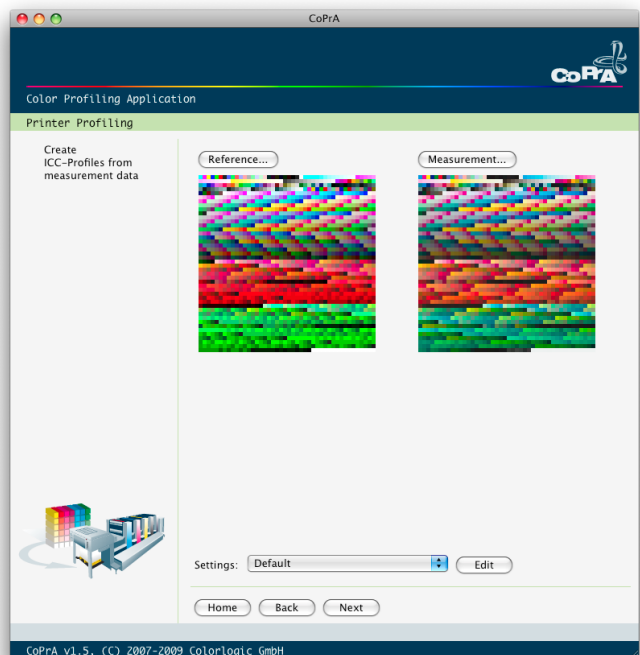 CoPrA
CoPrA
Color Profiling Application
Printer Profiling
Create
ICC-Profiles from
measurement data
Reference...
Measurement...
Settings:
Default
Edit
Home
Back
Next
CoPrA v1.5, (C) 2007-2009 Colorlogic GmbH